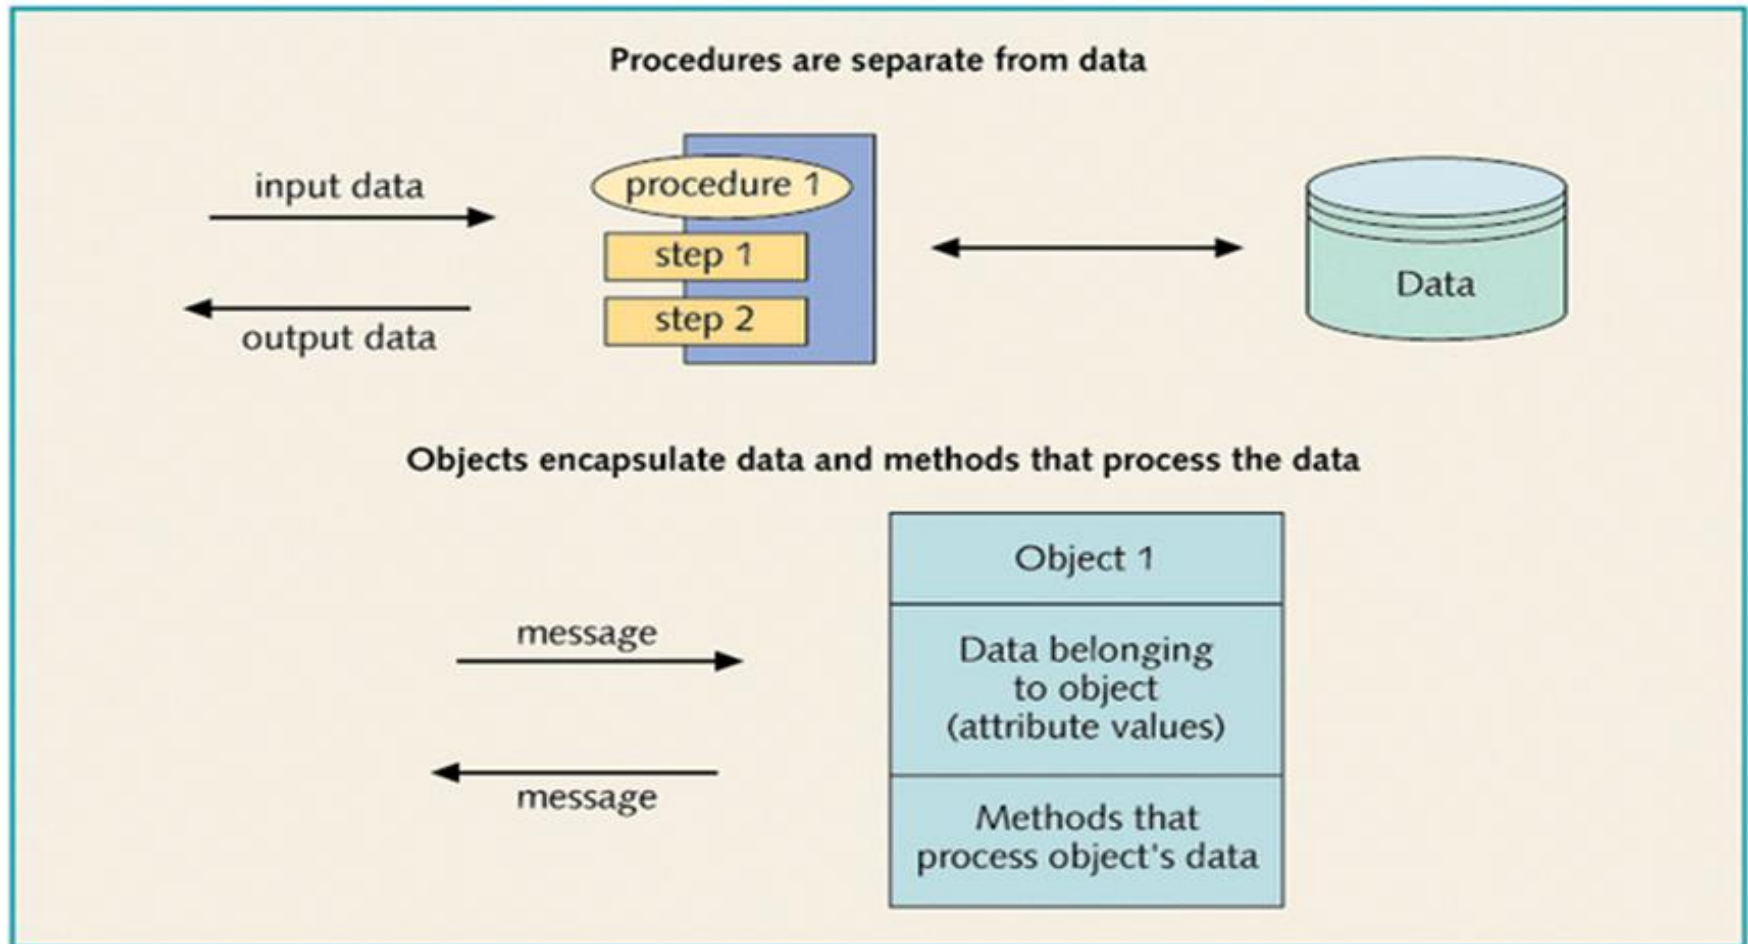 Procedures are separate from data
input data
procedure 1
step 1
step 2
output data
Data
Objects encapsulate data and methods that process the data
Object 1
message
Data belonging
to object
(attribute values)
message
Methods that
process object's data